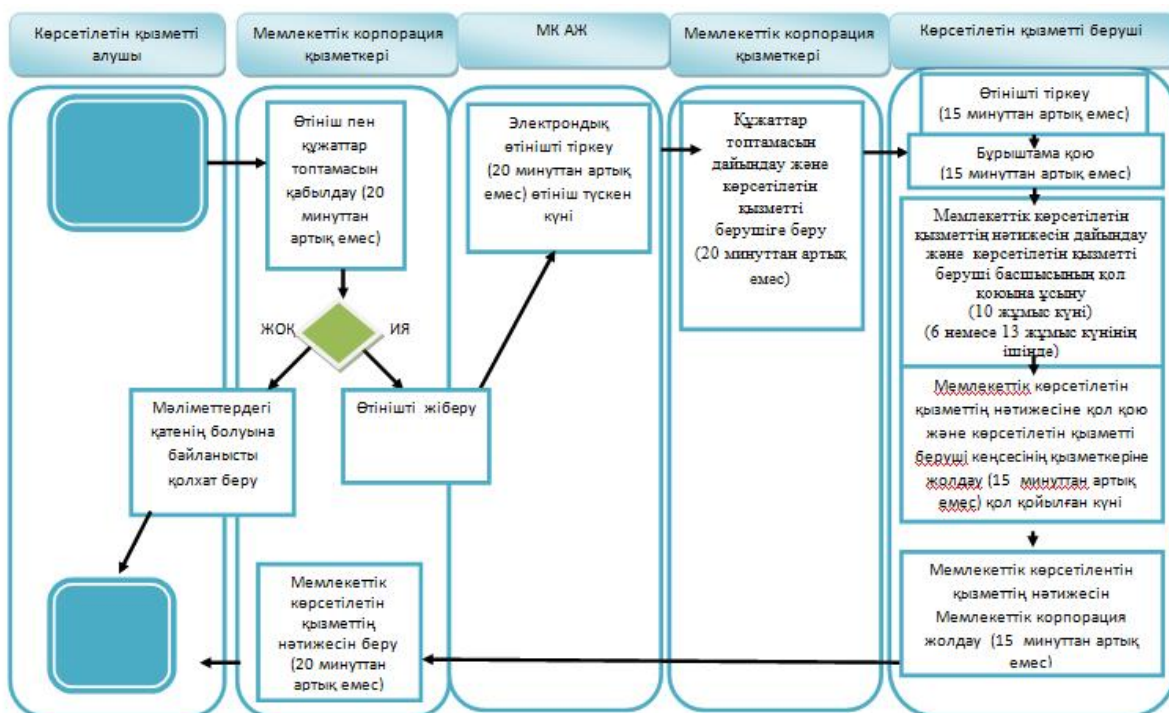 Көрсетілетін қызметті
алушы
Мемлекеттік корпорация
қызметкері
МК АЖ
Мемлекеттік корпорация
қызметкері
Көрсетілетін қызметті беруші
Өтініш пен
құжаттар
топтамасын
қабылдау (20
минуттан
артық емес)
ЖОҚ
ИЯ
Мәліметтердегі
қатенің болуына
байланысты
қолхат беру
Өтінішті жіберу
Электрондық
өтінішті тіркеу
(20 минуттан артық
емес) өтініш түскен
күні
Құжаттар
топтамасын
дайындау және
көрсетілетін
қызметті
берушіге беру
(20 минуттан артық
емес)
Өтінішті тіркеу
(15 минуттан артық емес)
Бұрыштама қою
(15 минуттан артық емес)
Мемлекеттік көрсетілетін
қызметтің нәтижесін дайындау
және көрсетілетін қызметті
беруші басшысының қол
қоюына ұсыну
(10 жұмыс күні)
(6 немесе 13 жұмыс күнінің
ішінде)
Мемлекеттік көрсетілетін
қызметтің нәтижесіне қол қою
және көрсетілетін қызметті
беруші кеңсесінің қызметкеріне
жолдау (15 минуттан артық
емес) қол қойылған күні
Мемлекеттік көрсетілентін
қызметтің нәтижесін
Мемлекеттік корпорация
жолдау (15 минуттан артық
емес)
Мемлекеттік
көрсетілетін
қызметтің
нәтижесін беру
(20 минуттан
артық емес)